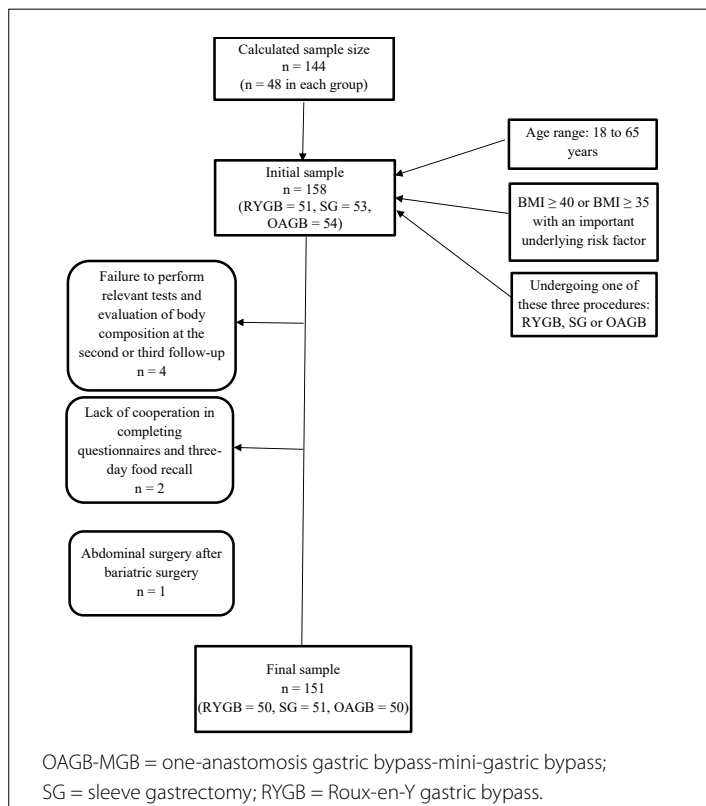 Calculated sample size
n = 144
(n = 48 in each group)
Age range: 18 to 65
years
Initial sample
n = 158
(RYGB = 51, SG = 53,
OAGB = 54)
BMI ≥ 40 or BMI ≥ 35
with an important
underlying risk factor
Undergoing one of
these three procedures:
RYGB, SG or OAGB
Failure to perform
relevant tests and
evaluation of body
composition at the
second or third follow-up
n = 4
Lack of cooperation in
completing
questionnaires and three-
day food recall
n = 2
Abdominal surgery after
bariatric surgery
n = 1
Final sample
n = 151
(RYGB = 50, SG = 51, OAGB = 50)
OAGB-MGB = one-anastomosis gastric bypass-mini-gastric bypass;
SG = sleeve gastrectomy; RYGB = Roux-en-Y gastric bypass.